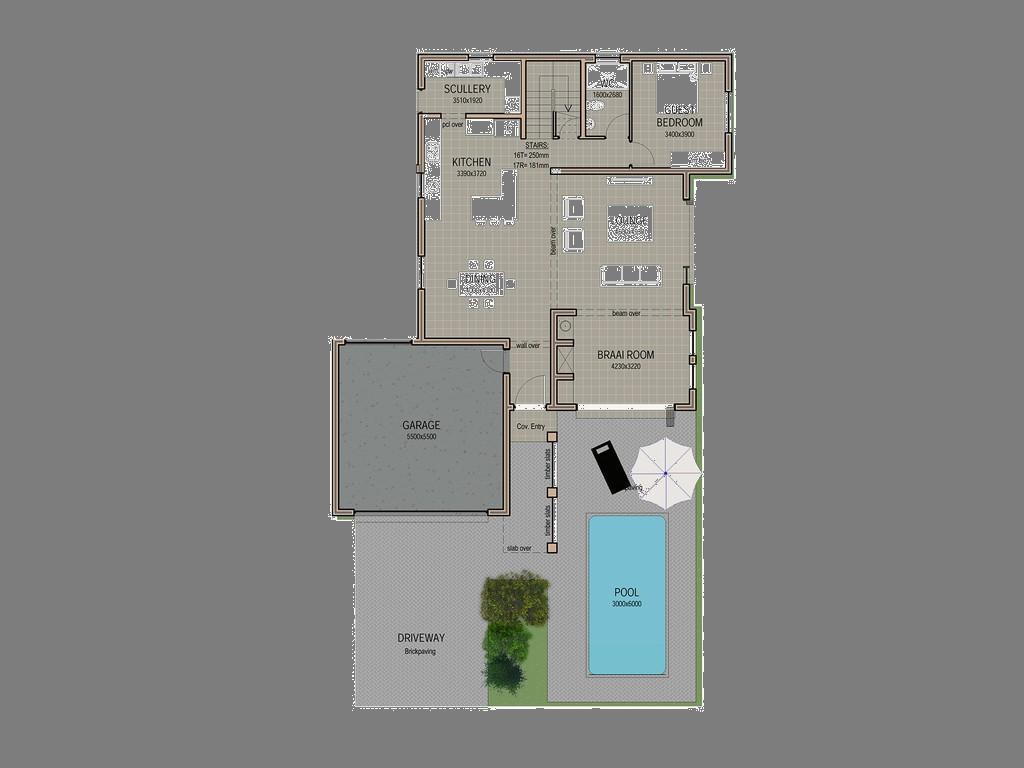 SCULLERY
3510x1920
WC
1600x2680
GUEST
BEDROOM
3400x3900
pcl over
STAIRS:
16T= 250mm
17R= 181mm
KITCHEN
3390x3720
LOUNGE
beam over
DINING
beam over
wall over
BRAAI ROOM
4230x3220
GARAGE
5500x5500
Cov. Entry
timber slats
paving
timber slats
slab over
POOL
3000x6000
DRIVEWAY
Brickpaving